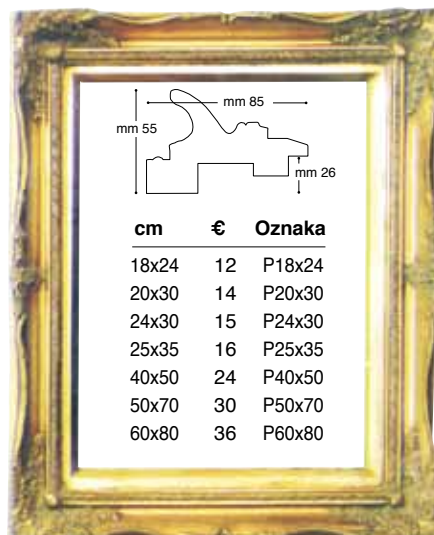 mm 85
mm 55
mm 26
cm € Oznaka
18x24 12 P18x24
20x30 14 P20x30
24x30 15 P24x30
25x35 16 P25x35
40x50 24 P40x50
50x70 30 P50x70
60x80 36 P60x80